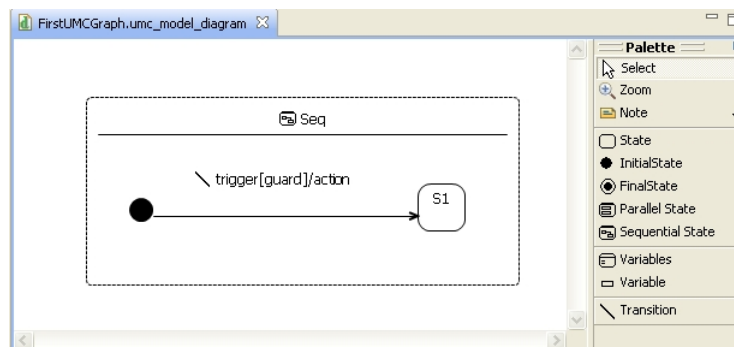 FirstUMCGraph.umc_model_diagram
Seq
trigger[guard]/action
S1
Palette
Select
Zoom
Note
State
InitialState
FinalState
Parallel State
Sequential State
Variables
Variable
Transition